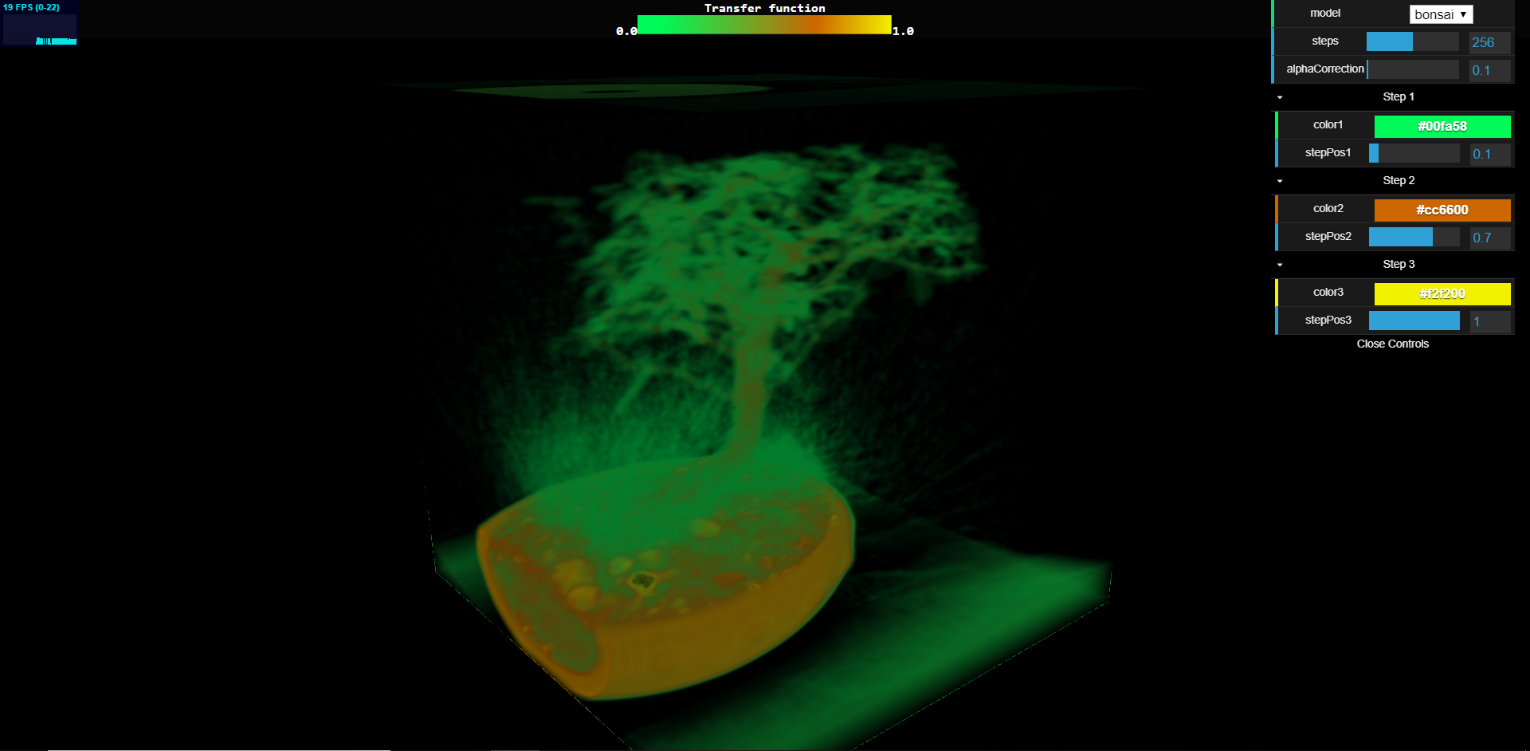 19 FPS (0-22)
Transfer function
0.0 1.0
model bonsai
steps 256
alphaCorrection 0.1
Step 1
color1 #00fa58
stepPos1 0.1
Step 2
color2 #cc6600
stepPos2 0.7
Step 3
color3 #f2f200
stepPos3 1
Close Controls